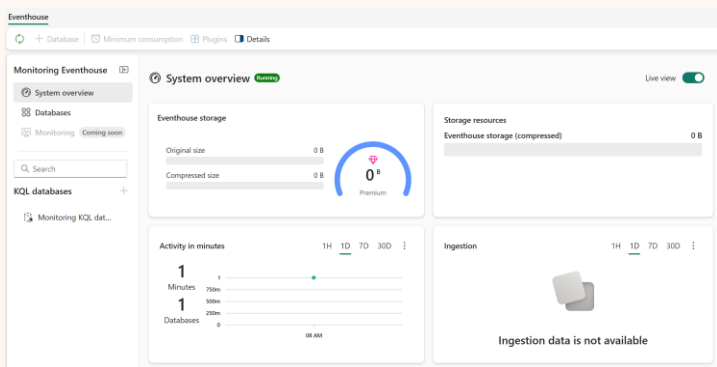 Eventhouse
+ Database Minimum consumption Plugins Details
Monitoring Eventhouse
System overview
Databases
Monitoring Coming soon
Search
KQL databases +
Monitoring KQL dat...
System overview Running
Live view
Eventhouse storage
Original size 0 B
Compressed size 0 B
0 B
Premium
Storage resources
Eventhouse storage (compressed) 0 B
Activity in minutes 1H 1D 7D 30D
1
Minutes
1
Databases
1
750m
500m
250m
0
08 AM
Ingestion 1H 1D 7D 30D
Ingestion data is not available